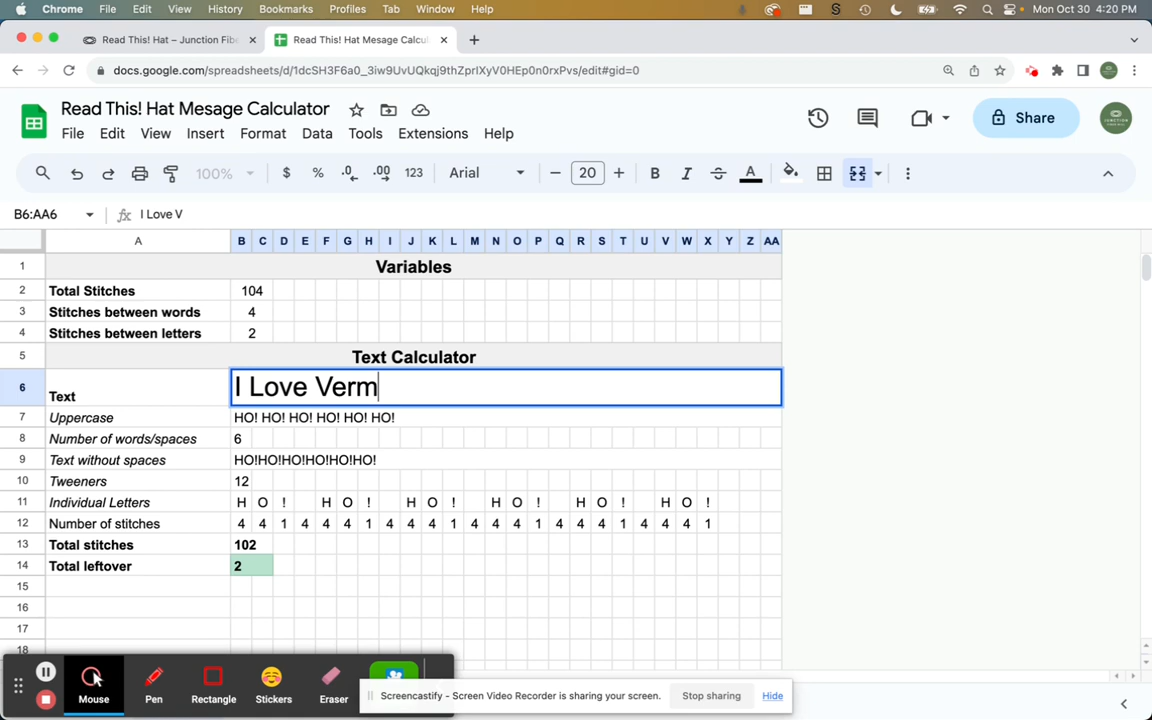 Chrome File Edit View History Bookmarks Profiles Tab Window Help Mon Oct 30 4:20 PM
Read This! Hat – Junction Fib
Read This! Hat Mesage Calcul
docs.google.com/spreadsheets/d/1dcSH3F6a0_3iw9UvUQkqj9thZprIXyV0HEp0n0rxPvs/edit#gid=0
Read This! Hat Mesage Calculator
File Edit View Insert Format Data Tools Extensions Help
Share
100% $ % .0 .00 123 Arial 20 B I A
B6:AA6 fx I Love V
A B C D E F G H I J K L M N O P Q R S T U V W X Y Z AA
1 Variables
2 Total Stitches 104
3 Stitches between words 4
4 Stitches between letters 2
5 Text Calculator
6 Text I Love Verm
7 Uppercase HO! HO! HO! HO! HO! HO!
8 Number of words/spaces 6
9 Text without spaces HO!HO!HO!HO!HO!HO!
10 Tweeners 12
11 Individual Letters H O ! H O ! H O ! H O ! H O ! H O !
12 Number of stitches 4 4 1 4 4 4 1 4 4 4 1 4 4 4 1 4 4 4 1 4 4 4 1
13 Total stitches 102
14 Total leftover 2
15
16
17
18
Mouse Pen Rectangle Stickers Eraser
Screencastify - Screen Video Recorder is sharing your screen. Stop sharing Hide